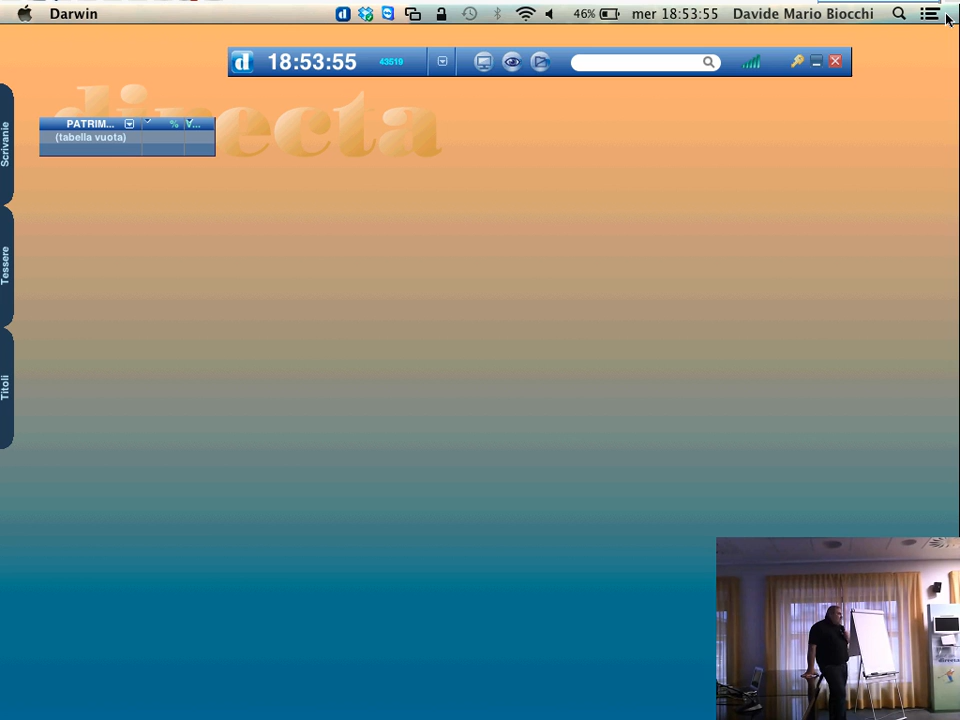 Darwin
46%
mer 18:53:55
Davide Mario Biocchi
d 18:53:55 43519
directa
PATRIM... % ∀...
(tabella vuota)
Scrivanie
Tessere
Titoli
directa